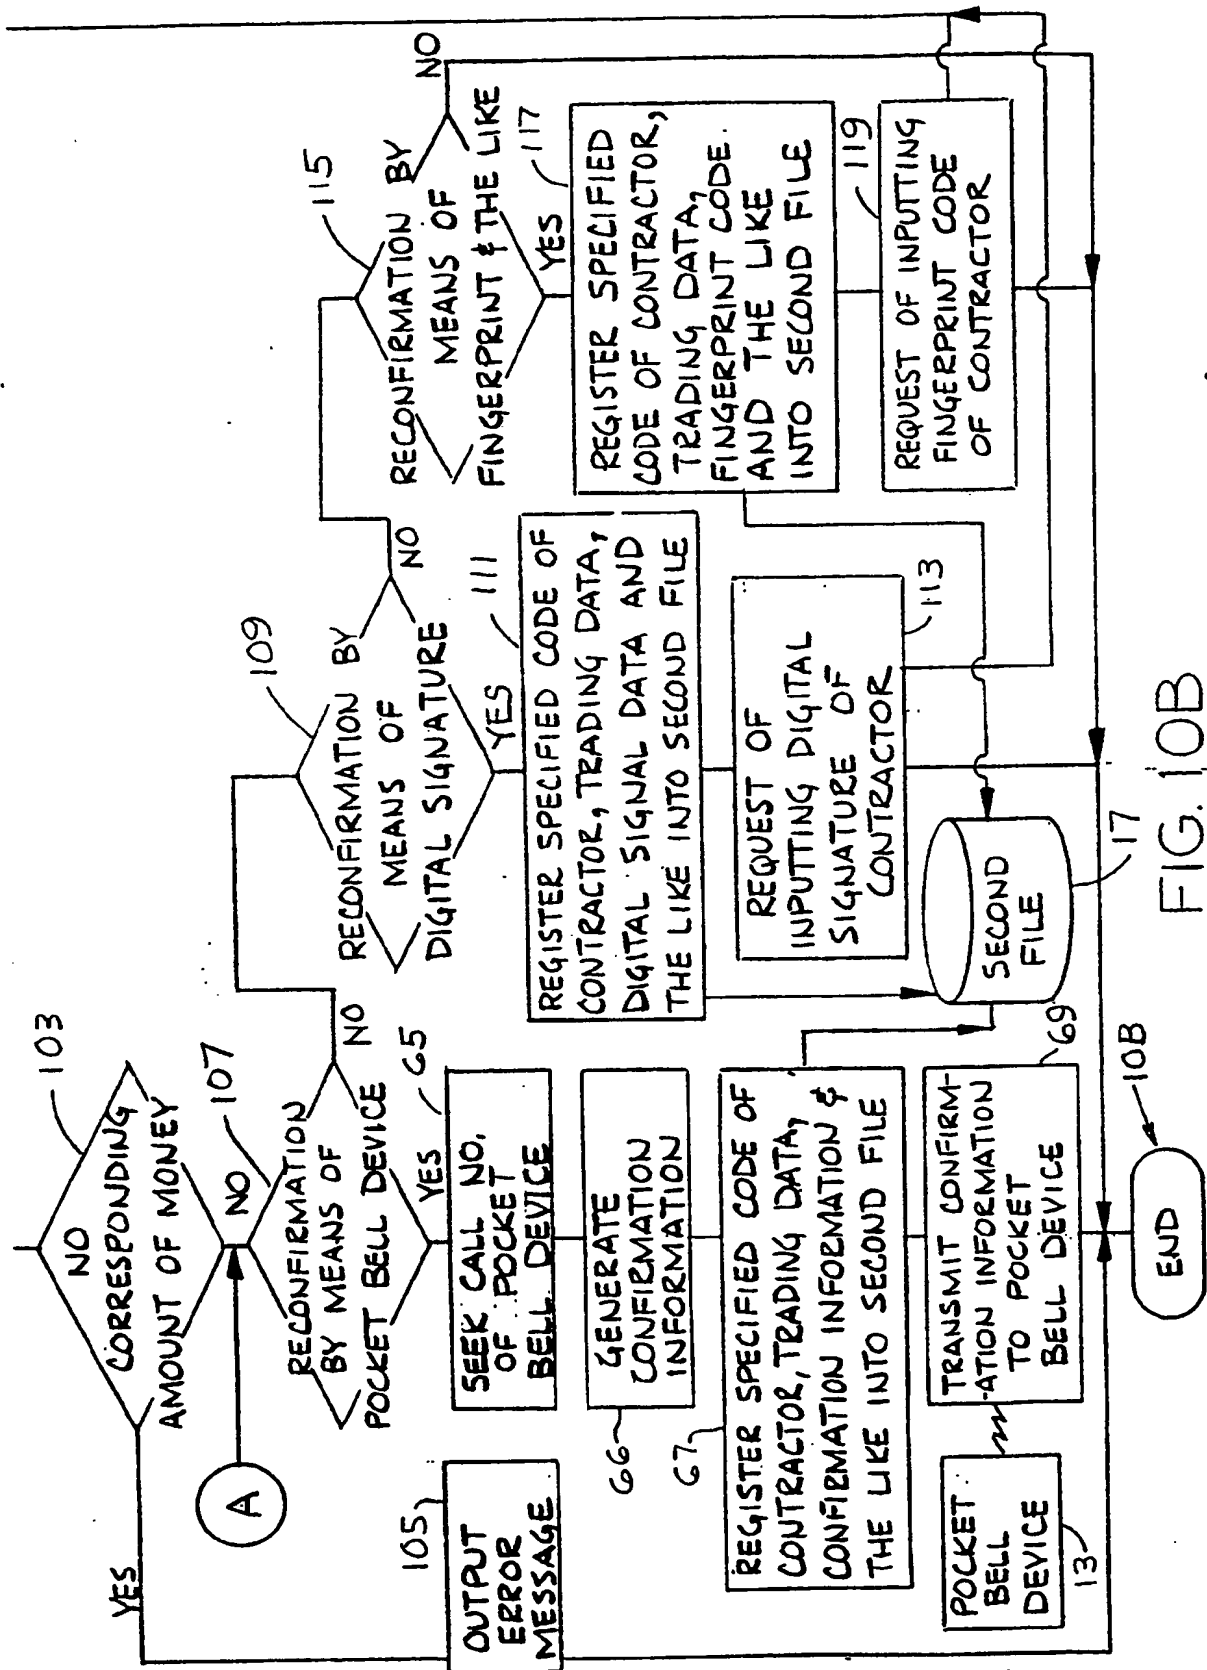 NO
CORRESPONDING
AMOUNT OF MONEY
103
YES
NO
A
107
RECONFIRMATION
BY MEANS OF
POCKET BELL DEVICE
NO
YES
109
RECONFIRMATION BY
MEANS OF
DIGITAL SIGNATURE
NO
YES
115
RECONFIRMATION BY
MEANS OF
FINGERPRINT & THE LIKE
NO
YES
105
OUTPUT
ERROR
MESSAGE
65
SEEK CALL NO.
OF POCKET
BELL DEVICE
66
GENERATE
CONFIRMATION
INFORMATION
67
REGISTER SPECIFIED CODE OF
CONTRACTOR, TRADING DATA,
CONFIRMATION INFORMATION &
THE LIKE INTO SECOND FILE
69
TRANSMIT CONFIRM-
-ATION INFORMATION
TO POCKET
BELL DEVICE
POCKET
BELL
DEVICE
13
111
REGISTER SPECIFIED CODE OF
CONTRACTOR, TRADING DATA,
DIGITAL SIGNAL DATA AND
THE LIKE INTO SECOND FILE
113
REQUEST OF
INPUTTING DIGITAL
SIGNATURE OF
CONTRACTOR
117
REGISTER SPECIFIED
CODE OF CONTRACTOR,
TRADING DATA,
FINGERPRINT CODE.
AND THE LIKE
INTO SECOND FILE
119
REQUEST OF INPUTTING
FINGERPRINT CODE
OF CONTRACTOR
SECOND
FILE
17
END
10B
FIG. 10B